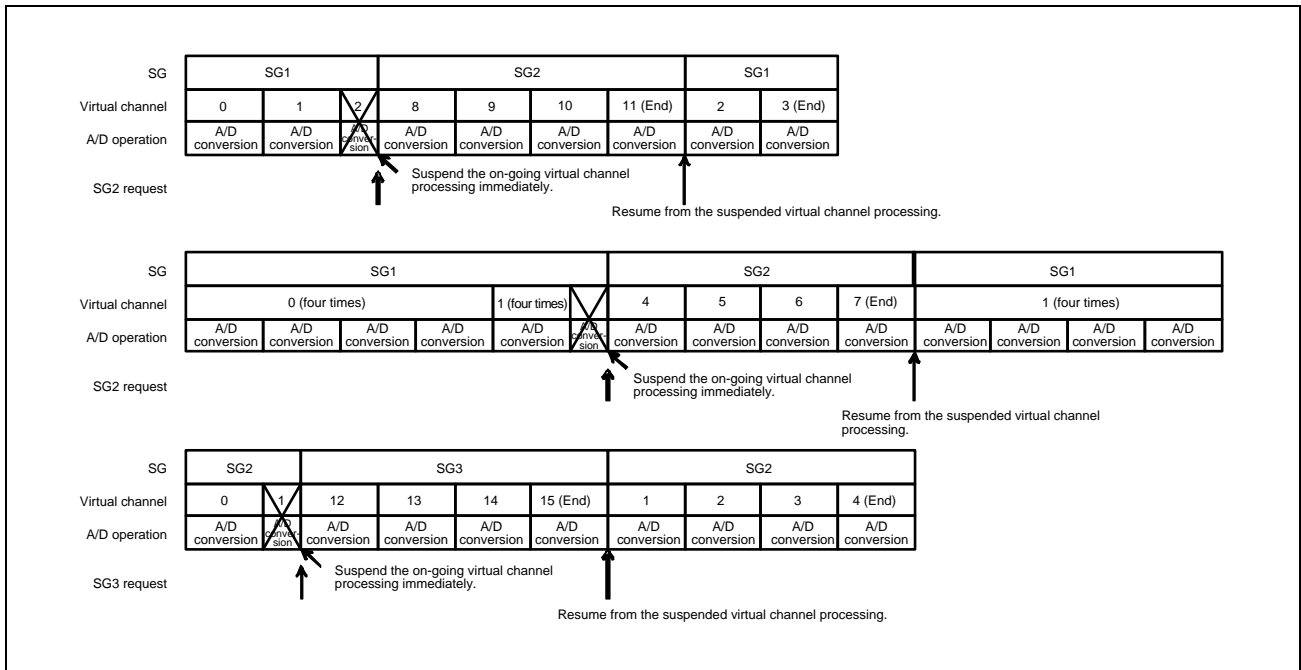 SG SG1 SG2 SG1
Virtual channel 0 1 2 8 9 10 11 (End) 2 3 (End)
A/D operation A/D conversion A/D conversion A/D conver-sion A/D conversion A/D conversion A/D conversion A/D conversion A/D conversion A/D conversion
SG2 request
Suspend the on-going virtual channel
processing immediately.
Resume from the suspended virtual channel processing.
SG SG1 SG2 SG1
Virtual channel 0 (four times) 1 (four times) 4 5 6 7 (End) 1 (four times)
A/D operation A/D conversion A/D conversion A/D conversion A/D conversion A/D conversion A/D conver-sion A/D conversion A/D conversion A/D conversion A/D conversion A/D conversion A/D conversion A/D conversion A/D conversion
SG2 request
Suspend the on-going virtual channel
processing immediately.
Resume from the suspended virtual channel
processing.
SG SG2 SG3 SG2
Virtual channel 0 1 12 13 14 15 (End) 1 2 3 4 (End)
A/D operation A/D conversion A/D conver-sion A/D conversion A/D conversion A/D conversion A/D conversion A/D conversion A/D conversion A/D conversion A/D conversion
SG3 request
Suspend the on-going virtual channel
processing immediately.
Resume from the suspended virtual channel processing.